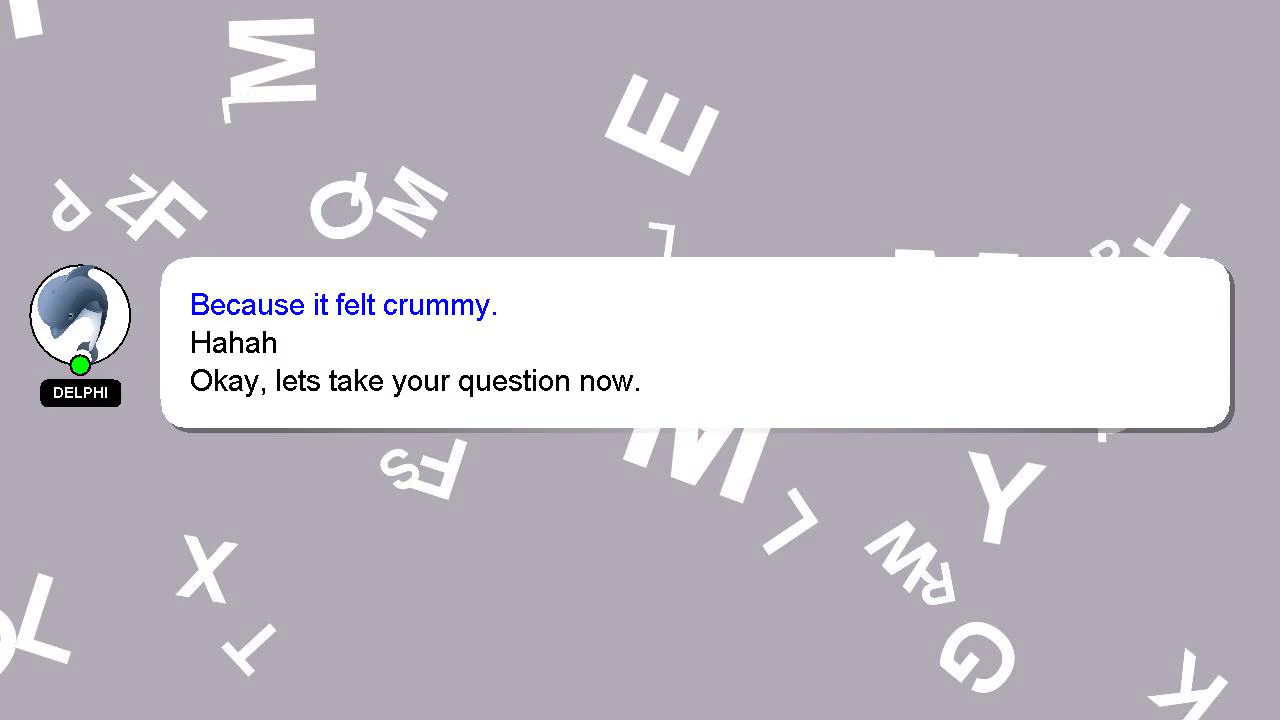 Because it felt crummy.
Hahah
Okay, lets take your question now.
DELPHI